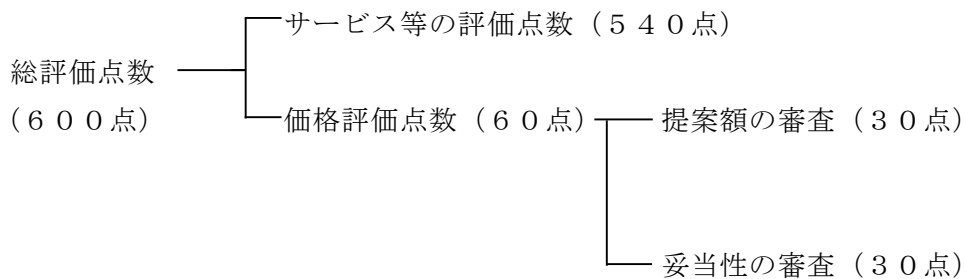 サービス等の評価点数（５４０点）
総評価点数
（６００点）
価格評価点数（６０点）
提案額の審査（３０点）
妥当性の審査（３０点）